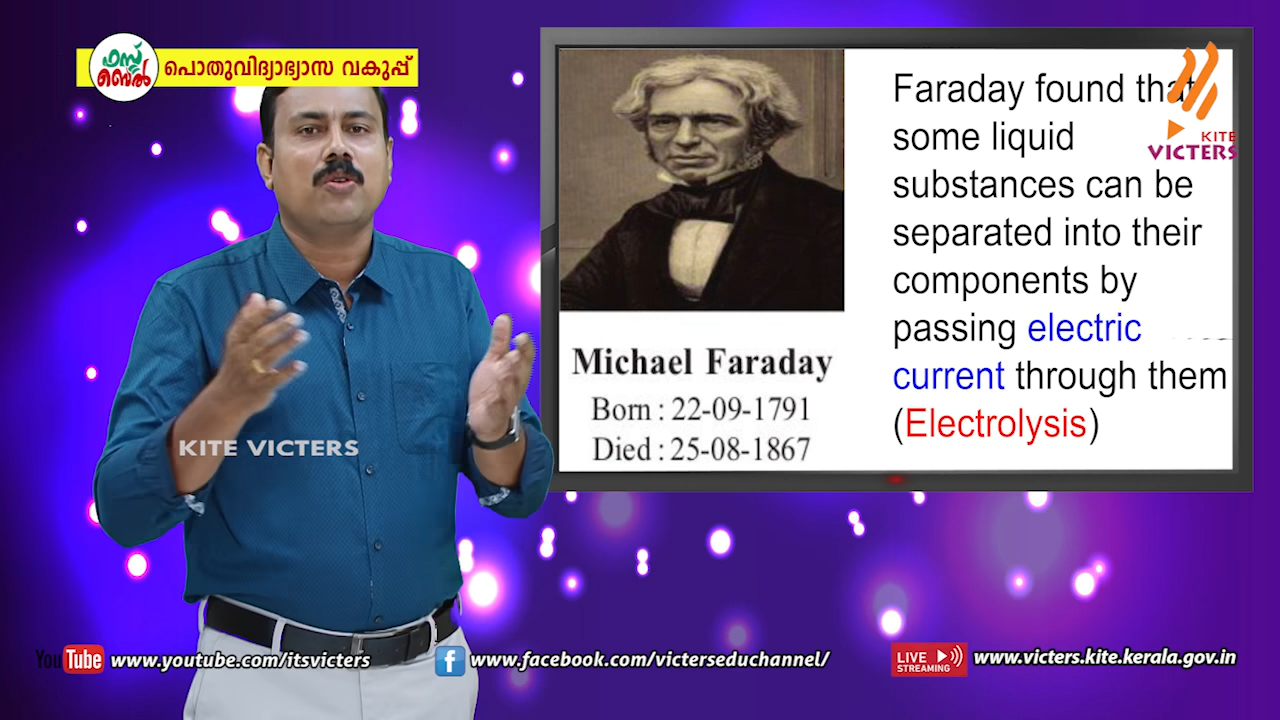 ഫസ്റ്റ്
ബെൽ
പൊതുവിദ്യാഭ്യാസ വകുപ്പ്
Faraday found that
some liquid
substances can be
separated into their
components by
passing electric
current through them
(Electrolysis)
KITE
VICTERS
Michael Faraday
Born : 22-09-1791
Died : 25-08-1867
KITE VICTERS
YouTube www.youtube.com/itsvicters
f www.facebook.com/victerseduchannel/
LIVE
STREAMING
www.victers.kite.kerala.gov.in